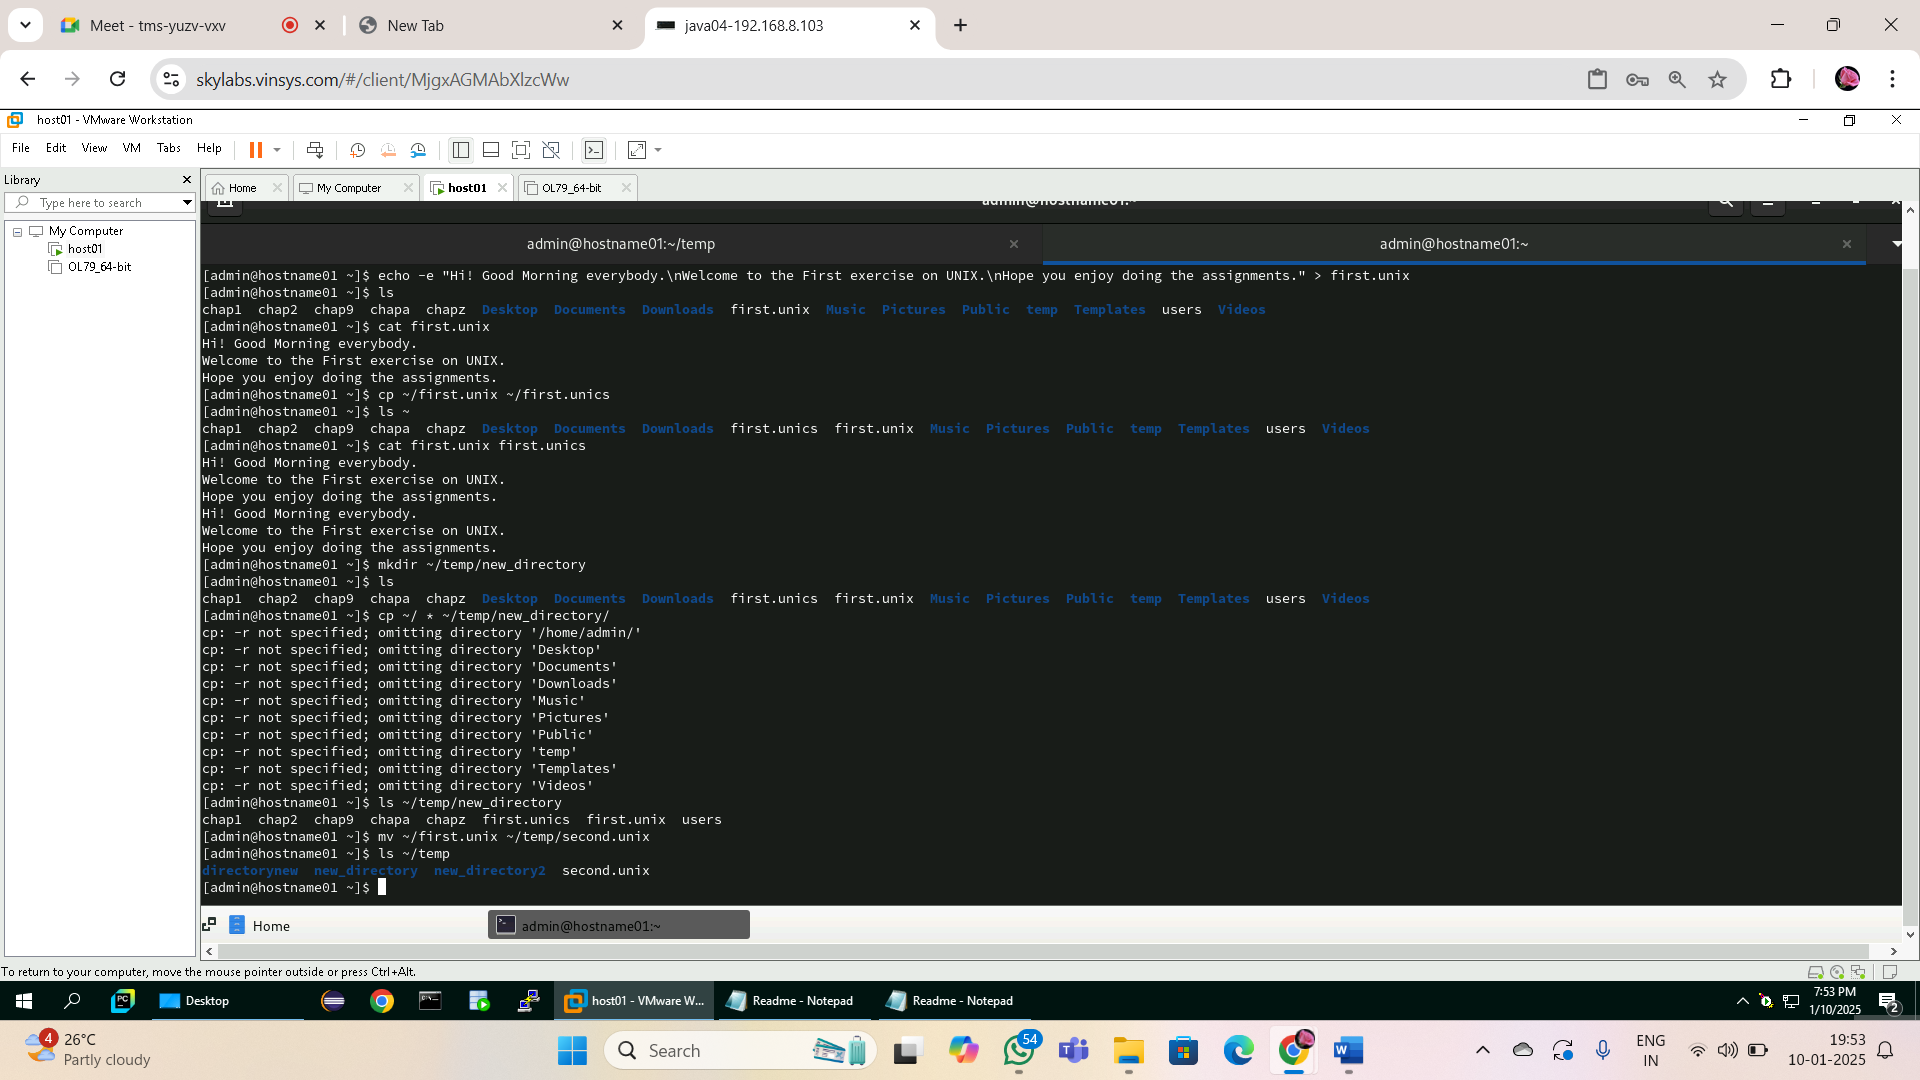 Meet - tms-yuzv-vxv
New Tab
java04-192.168.8.103
skylabs.vinsys.com/#/client/MjgxAGMAbXlzcWw
host01 - VMware Workstation
File Edit View VM Tabs Help
Library
Type here to search
My Computer
host01
OL79_64-bit
Home
My Computer
host01
OL79_64-bit
admin@hostname01:~
admin@hostname01:~/temp
admin@hostname01:~
[admin@hostname01 ~]$ echo -e "Hi! Good Morning everybody.\nWelcome to the First exercise on UNIX.\nHope you enjoy doing the assignments." > first.unix
[admin@hostname01 ~]$ ls
chap1 chap2 chap9 chapa chapz Desktop Documents Downloads first.unix Music Pictures Public temp Templates users Videos
[admin@hostname01 ~]$ cat first.unix
Hi! Good Morning everybody.
Welcome to the First exercise on UNIX.
Hope you enjoy doing the assignments.
[admin@hostname01 ~]$ cp ~/first.unix ~/first.unics
[admin@hostname01 ~]$ ls ~
chap1 chap2 chap9 chapa chapz Desktop Documents Downloads first.unics first.unix Music Pictures Public temp Templates users Videos
[admin@hostname01 ~]$ cat first.unix first.unics
Hi! Good Morning everybody.
Welcome to the First exercise on UNIX.
Hope you enjoy doing the assignments.
Hi! Good Morning everybody.
Welcome to the First exercise on UNIX.
Hope you enjoy doing the assignments.
[admin@hostname01 ~]$ mkdir ~/temp/new_directory
[admin@hostname01 ~]$ ls
chap1 chap2 chap9 chapa chapz Desktop Documents Downloads first.unics first.unix Music Pictures Public temp Templates users Videos
[admin@hostname01 ~]$ cp ~/ * ~/temp/new_directory/
cp: -r not specified; omitting directory '/home/admin/'
cp: -r not specified; omitting directory 'Desktop'
cp: -r not specified; omitting directory 'Documents'
cp: -r not specified; omitting directory 'Downloads'
cp: -r not specified; omitting directory 'Music'
cp: -r not specified; omitting directory 'Pictures'
cp: -r not specified; omitting directory 'Public'
cp: -r not specified; omitting directory 'temp'
cp: -r not specified; omitting directory 'Templates'
cp: -r not specified; omitting directory 'Videos'
[admin@hostname01 ~]$ ls ~/temp/new_directory
chap1 chap2 chap9 chapa chapz first.unics first.unix users
[admin@hostname01 ~]$ mv ~/first.unix ~/temp/second.unix
[admin@hostname01 ~]$ ls ~/temp
directorynew new_directory new_directory2 second.unix
[admin@hostname01 ~]$
Home
admin@hostname01:~
To return to your computer, move the mouse pointer outside or press Ctrl+Alt.
Desktop
host01 - VMware W...
Readme - Notepad
Readme - Notepad
7:53 PM
1/10/2025
2
4
26°C
Partly cloudy
Search
54
ENG
IN
19:53
10-01-2025